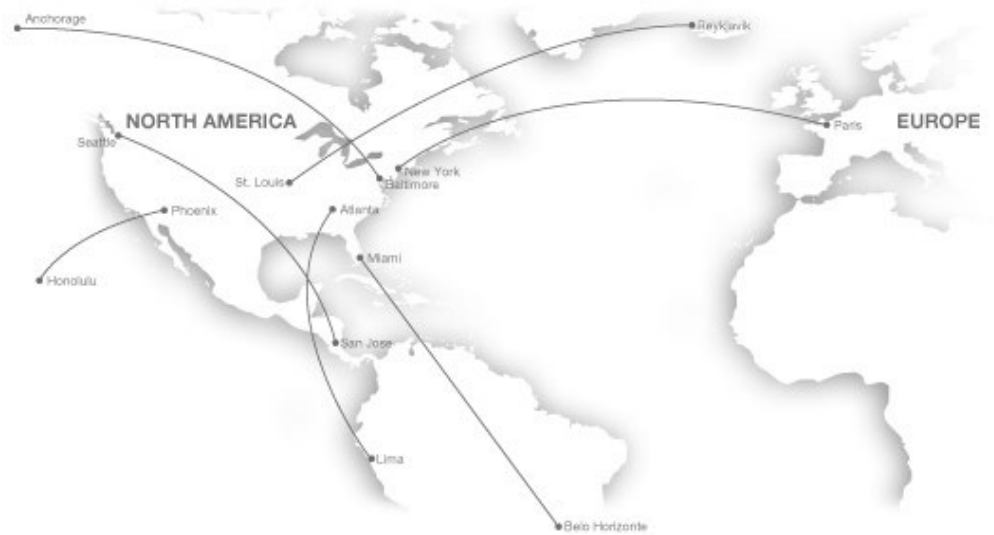 Anchorage
Reykjavik
NORTH AMERICA
EUROPE
Seattle
Paris
New York
St. Louis
Baltimore
Phoenix
Atlanta
Miami
Honolulu
San Jose
Lima
Belo Horizonte